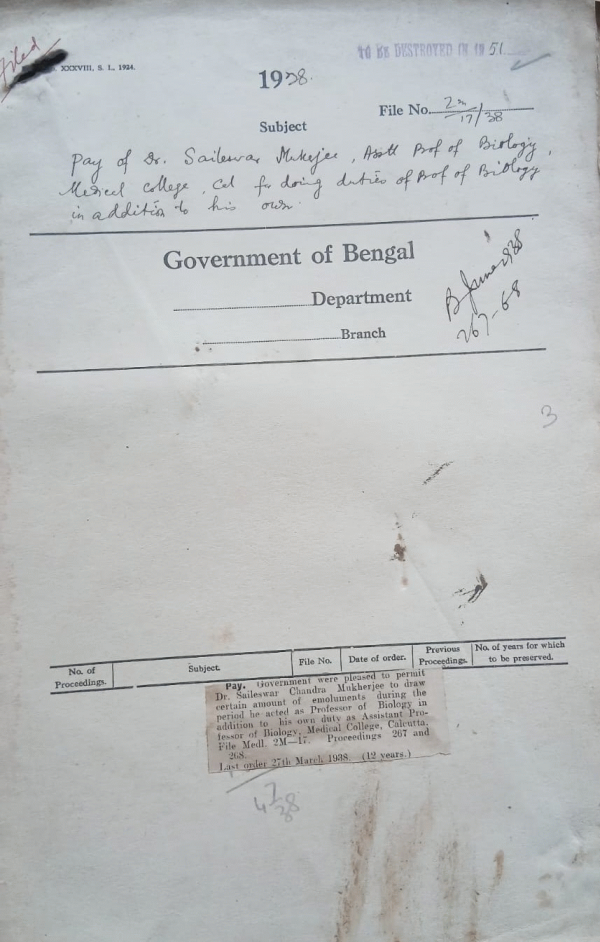 Filed
XXXVIII, S. I., 1924.
TO BE DESTROYED IN 1951
1938.
File No. 2M/17/38
Subject
Pay of Dr. Saileswar Mukerjee, Asstt Prof of Biology,
Medical College, Cal for doing duties of Prof of Biology
in addition to his own.
Government of Bengal
Department
Branch
B June 1938
267-68
3
No. of Proceedings.
Subject.
File No.
Date of order.
Previous Proceedings.
No. of years for which to be preserved.
Pay. Government were pleased to permit
Dr. Saileswar Chandra Mukherjee to draw
certain amount of emoluments during the
period he acted as Professor of Biology in
addition to his own duty as Assistant Pro-
fessor of Biology, Medical College, Calcutta.
File Medl. 2M—17. Proceedings 267 and
268.
Last order 27th March 1938. (12 years.)